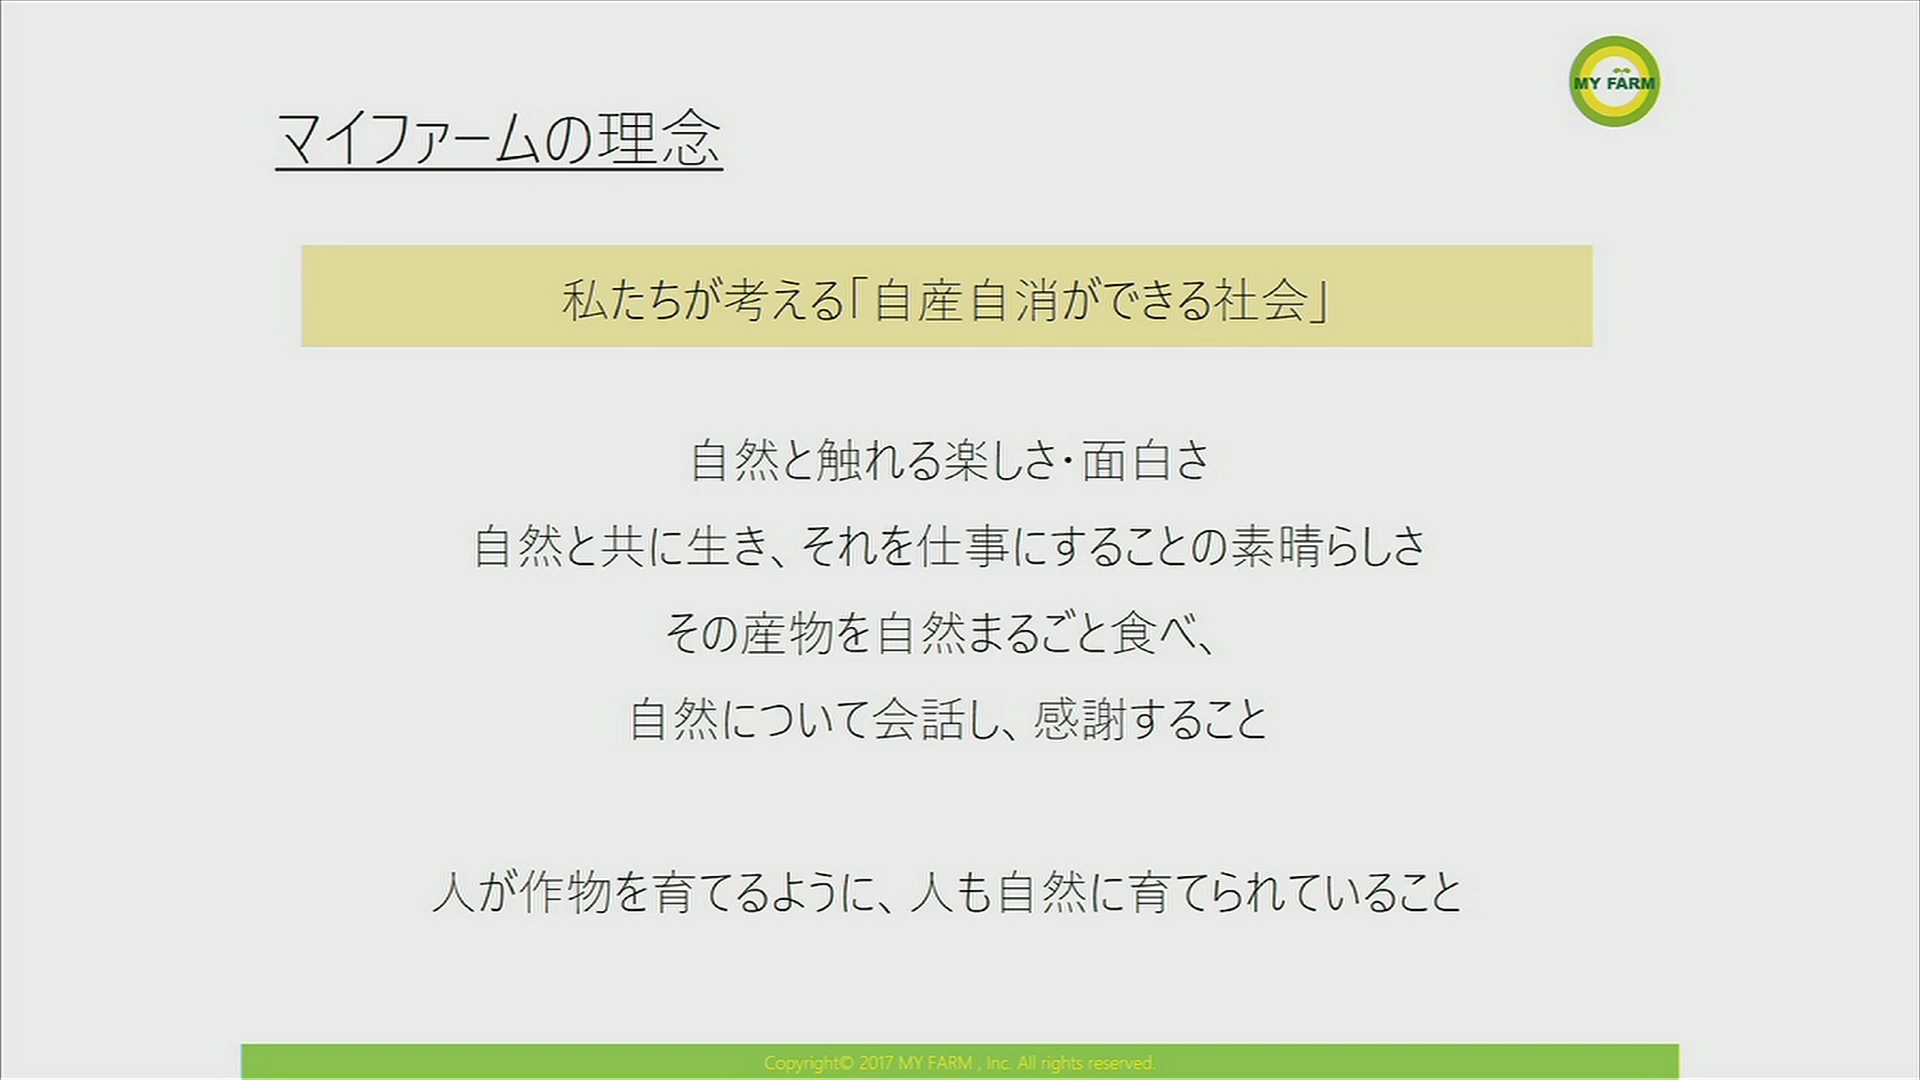 MY FARM
マイファームの理念
私たちが考える「自産自消ができる社会」
自然と触れる楽しさ・面白さ
自然と共に生き、それを仕事にすることの素晴らしさ
その産物を自然まるごと食べ、
自然について会話し、感謝すること
人が作物を育てるように、人も自然に育てられていること
Copyright© 2017 MY FARM , Inc. All rights reserved.